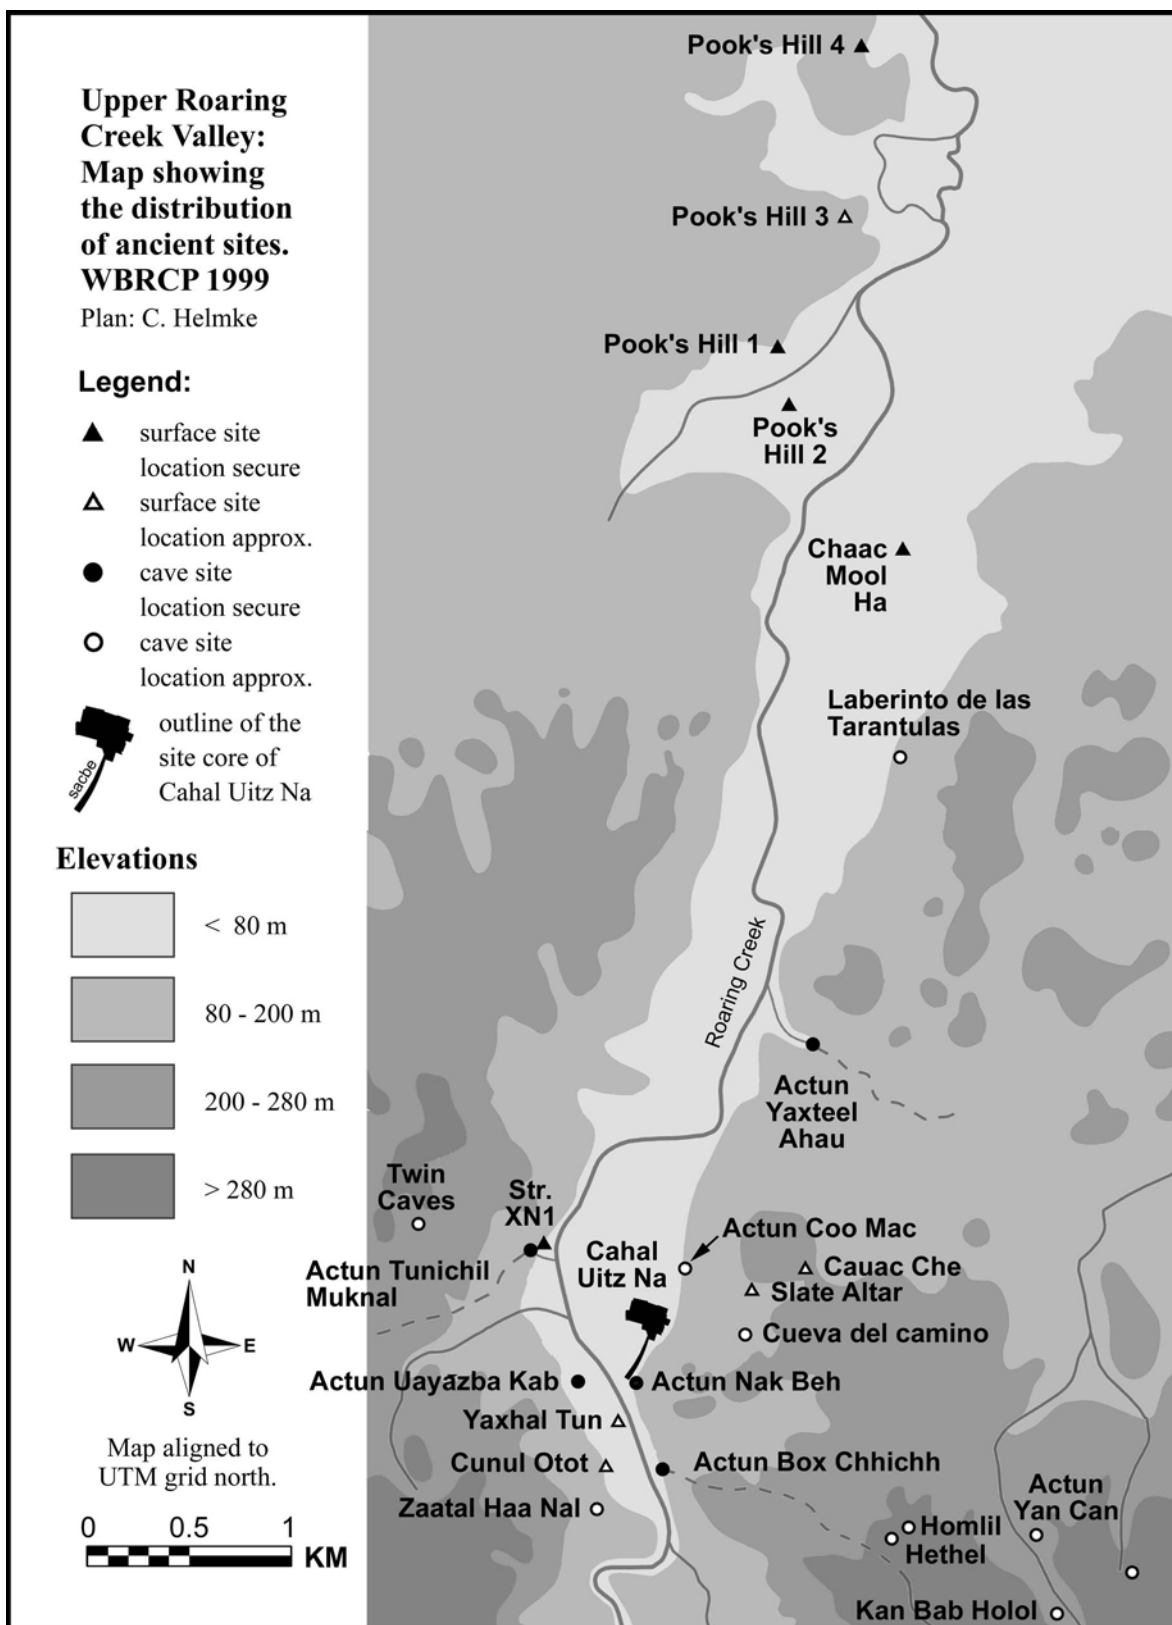 Upper Roaring
Creek Valley:
Map showing
the distribution
of ancient sites.
WBRCP 1999
Plan: C. Helmke
Legend:
surface site
location secure
surface site
location approx.
cave site
location secure
cave site
location approx.
outline of the
site core of
Cahal Uitz Na
sacbe
Elevations
< 80 m
80 - 200 m
200 - 280 m
> 280 m
N
W
E
S
Map aligned to
UTM grid north.
0 0.5 1
KM
Pook's Hill 4
Pook's Hill 3
Pook's Hill 1
Pook's
Hill 2
Chaac
Mool
Ha
Laberinto de las
Tarantulas
Roaring Creek
Actun
Yaxteel
Ahau
Twin
Caves
Str.
XN1
Actun Tunichil
Muknal
Cahal
Uitz Na
Actun Coo Mac
Cauac Che
Slate Altar
Cueva del camino
Actun Uayazba Kab
Actun Nak Beh
Yaxhal Tun
Cunul Otot
Actun Box Chhichh
Zaatal Haa Nal
Actun
Yan Can
Homlil
Hethel
Kan Bab Holol